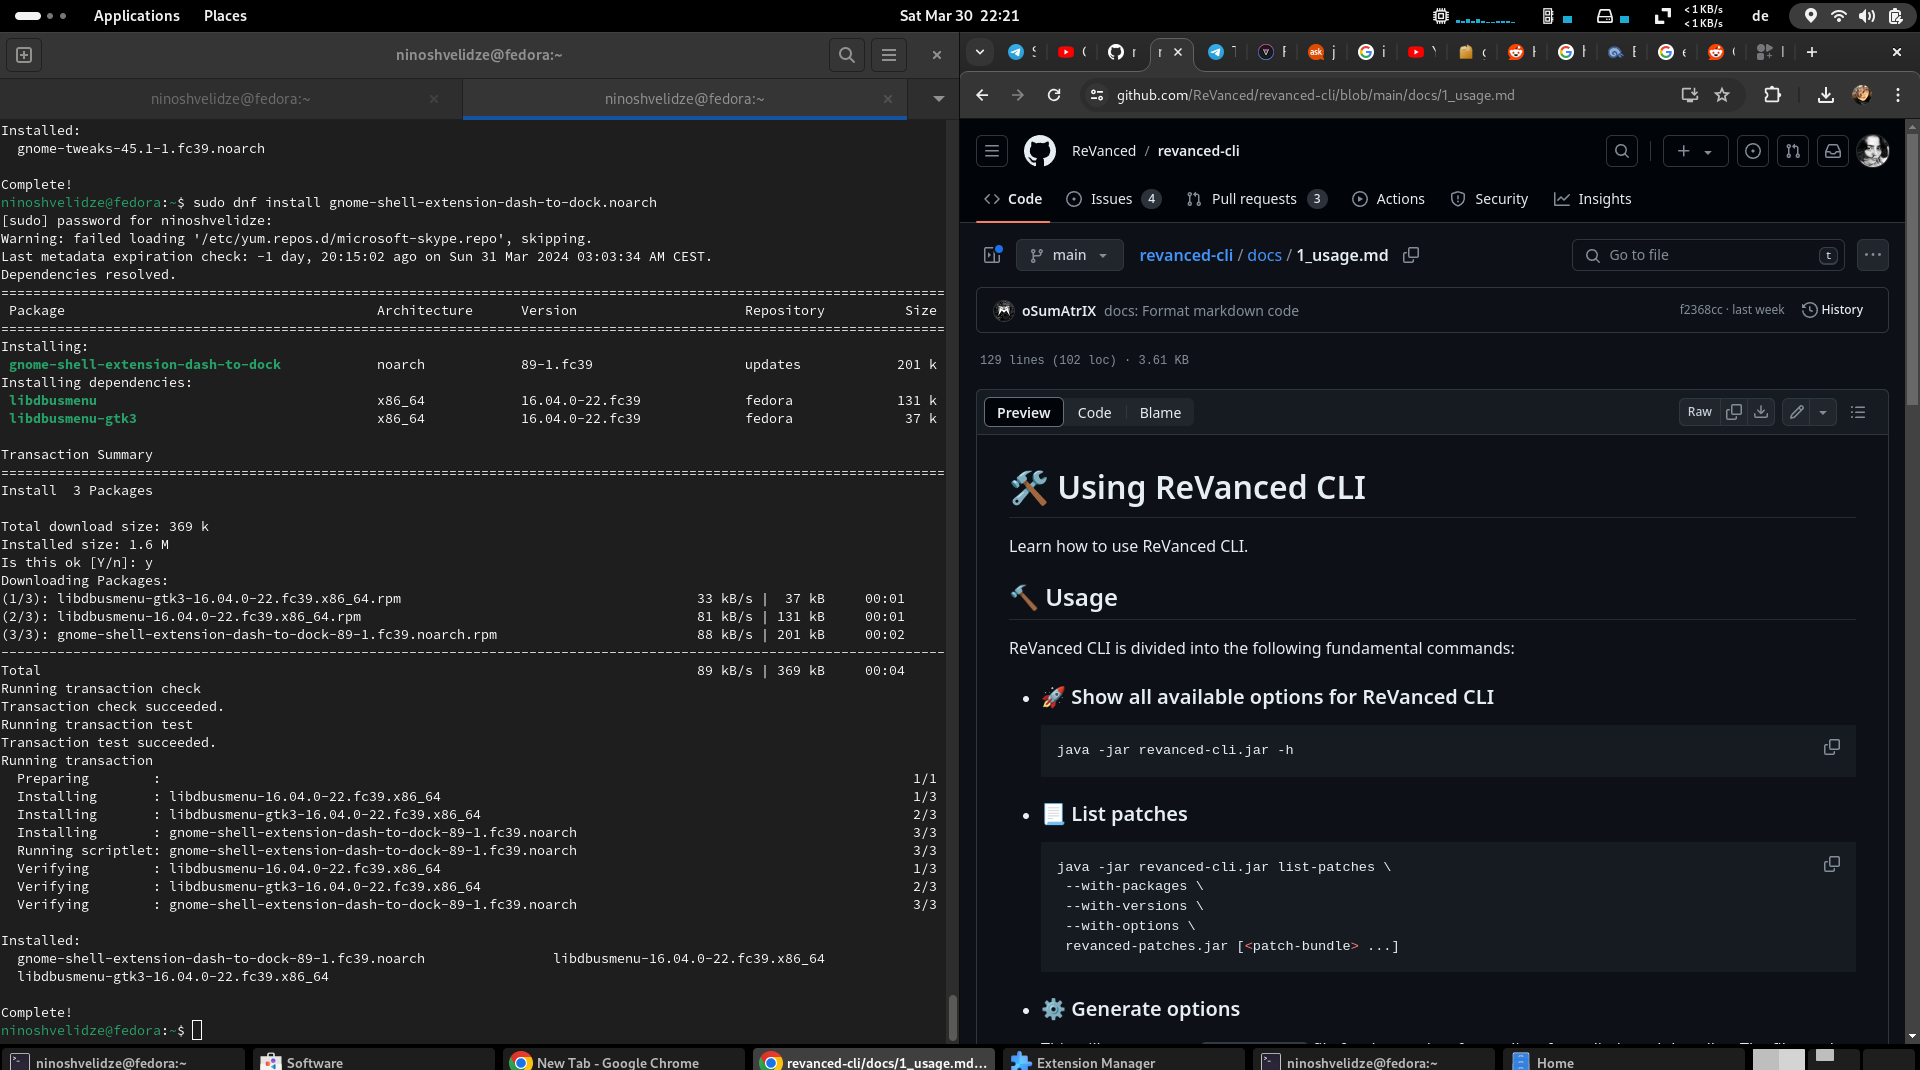 Applications Places Sat Mar 30 22:21 < 1 KB/s < 1 KB/s de
ninoshvelidze@fedora:~
ninoshvelidze@fedora:~ ninoshvelidze@fedora:~
Installed:
gnome-tweaks-45.1-1.fc39.noarch
Complete!
ninoshvelidze@fedora:~$ sudo dnf install gnome-shell-extension-dash-to-dock.noarch
[sudo] password for ninoshvelidze:
Warning: failed loading '/etc/yum.repos.d/microsoft-skype.repo', skipping.
Last metadata expiration check: -1 day, 20:15:02 ago on Sun 31 Mar 2024 03:03:34 AM CEST.
Dependencies resolved.
Package Architecture Version Repository Size
Installing:
gnome-shell-extension-dash-to-dock noarch 89-1.fc39 updates 201 k
Installing dependencies:
libdbusmenu x86_64 16.04.0-22.fc39 fedora 131 k
libdbusmenu-gtk3 x86_64 16.04.0-22.fc39 fedora 37 k
Transaction Summary
Install 3 Packages
Total download size: 369 k
Installed size: 1.6 M
Is this ok [Y/n]: y
Downloading Packages:
(1/3): libdbusmenu-gtk3-16.04.0-22.fc39.x86_64.rpm 33 kB/s | 37 kB 00:01
(2/3): libdbusmenu-16.04.0-22.fc39.x86_64.rpm 81 kB/s | 131 kB 00:01
(3/3): gnome-shell-extension-dash-to-dock-89-1.fc39.noarch.rpm 88 kB/s | 201 kB 00:02
Total 89 kB/s | 369 kB 00:04
Running transaction check
Transaction check succeeded.
Running transaction test
Transaction test succeeded.
Running transaction
Preparing : 1/1
Installing : libdbusmenu-16.04.0-22.fc39.x86_64 1/3
Installing : libdbusmenu-gtk3-16.04.0-22.fc39.x86_64 2/3
Installing : gnome-shell-extension-dash-to-dock-89-1.fc39.noarch 3/3
Running scriptlet: gnome-shell-extension-dash-to-dock-89-1.fc39.noarch 3/3
Verifying : libdbusmenu-16.04.0-22.fc39.x86_64 1/3
Verifying : libdbusmenu-gtk3-16.04.0-22.fc39.x86_64 2/3
Verifying : gnome-shell-extension-dash-to-dock-89-1.fc39.noarch 3/3
Installed:
gnome-shell-extension-dash-to-dock-89-1.fc39.noarch libdbusmenu-16.04.0-22.fc39.x86_64
libdbusmenu-gtk3-16.04.0-22.fc39.x86_64
Complete!
ninoshvelidze@fedora:~$
github.com/ReVanced/revanced-cli/blob/main/docs/1_usage.md
ReVanced / revanced-cli
Code Issues 4 Pull requests 3 Actions Security Insights
main revanced-cli / docs / 1_usage.md Go to file t
oSumAtrIX docs: Format markdown code f2368cc · last week History
129 lines (102 loc) · 3.61 KB
Preview Code Blame Raw
🛠️ Using ReVanced CLI
Learn how to use ReVanced CLI.
🔨 Usage
ReVanced CLI is divided into the following fundamental commands:
• 🚀 Show all available options for ReVanced CLI
java -jar revanced-cli.jar -h
• 📃 List patches
java -jar revanced-cli.jar list-patches \
--with-packages \
--with-versions \
--with-options \
revanced-patches.jar [<patch-bundle> ...]
• ⚙️ Generate options
ninoshvelidze@fedora:~ Software New Tab - Google Chrome revanced-cli/docs/1_usage.md... Extension Manager ninoshvelidze@fedora:~ Home